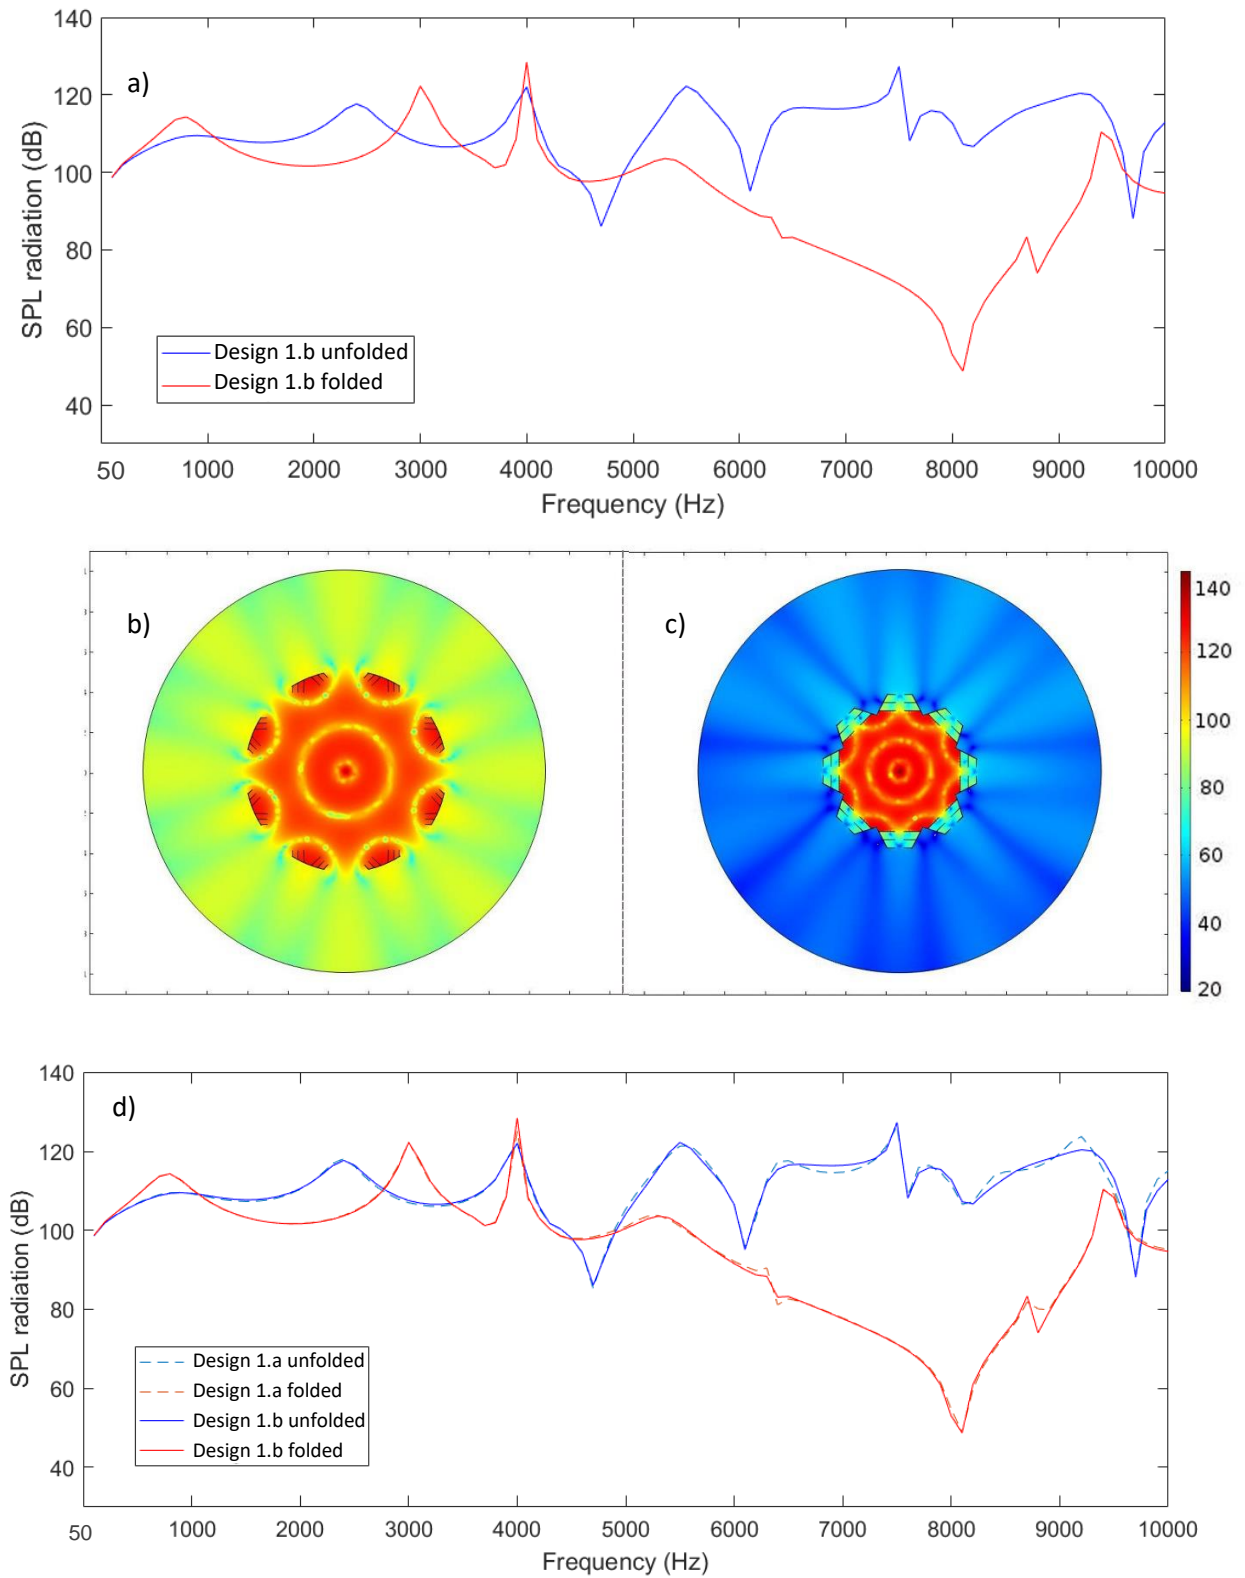 a)
140
120
100
80
60
40
SPL radiation (dB)
Design 1.b unfolded
Design 1.b folded
50 1000 2000 3000 4000 5000 6000 7000 8000 9000 10000
Frequency (Hz)
b)
c)
140
120
100
80
60
40
20
d)
140
120
100
80
60
40
SPL radiation (dB)
Design 1.a unfolded
Design 1.a folded
Design 1.b unfolded
Design 1.b folded
50 1000 2000 3000 4000 5000 6000 7000 8000 9000 10000
Frequency (Hz)